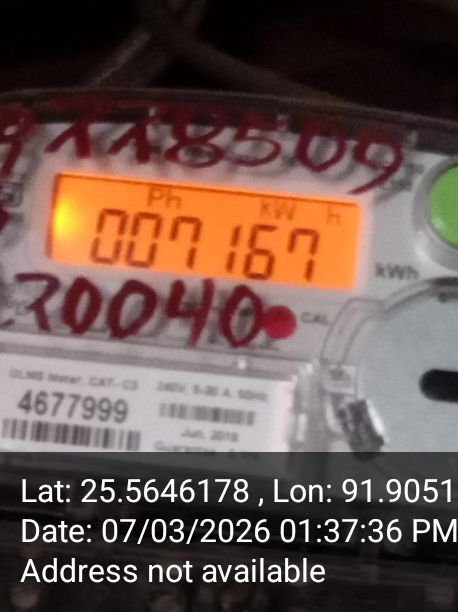 9778509
Ph kW h
007167
kWh
20040
CAL
DLMS Meter, CAT- C3 240V, 5-30 A, 50Hz
4677999
Jun, 2018
Lat: 25.5646178 , Lon: 91.9051
Date: 07/03/2026 01:37:36 PM
Address not available